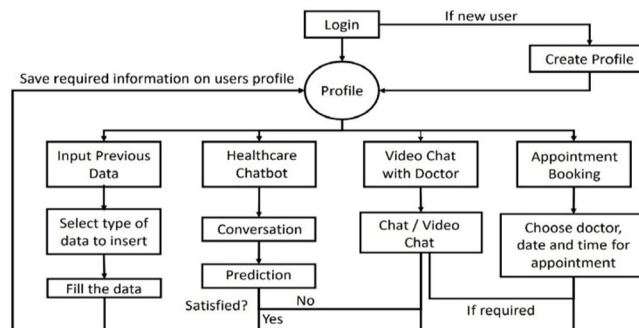 Login
If new user
Create Profile
Save required information on users profile
Profile
Input Previous
Data
Healthcare
Chatbot
Video Chat
with Doctor
Appointment
Booking
Select type of
data to insert
Conversation
Chat / Video
Chat
Choose doctor,
date and time for
appointment
Prediction
Fill the data
Satisfied?
No
Yes
If required